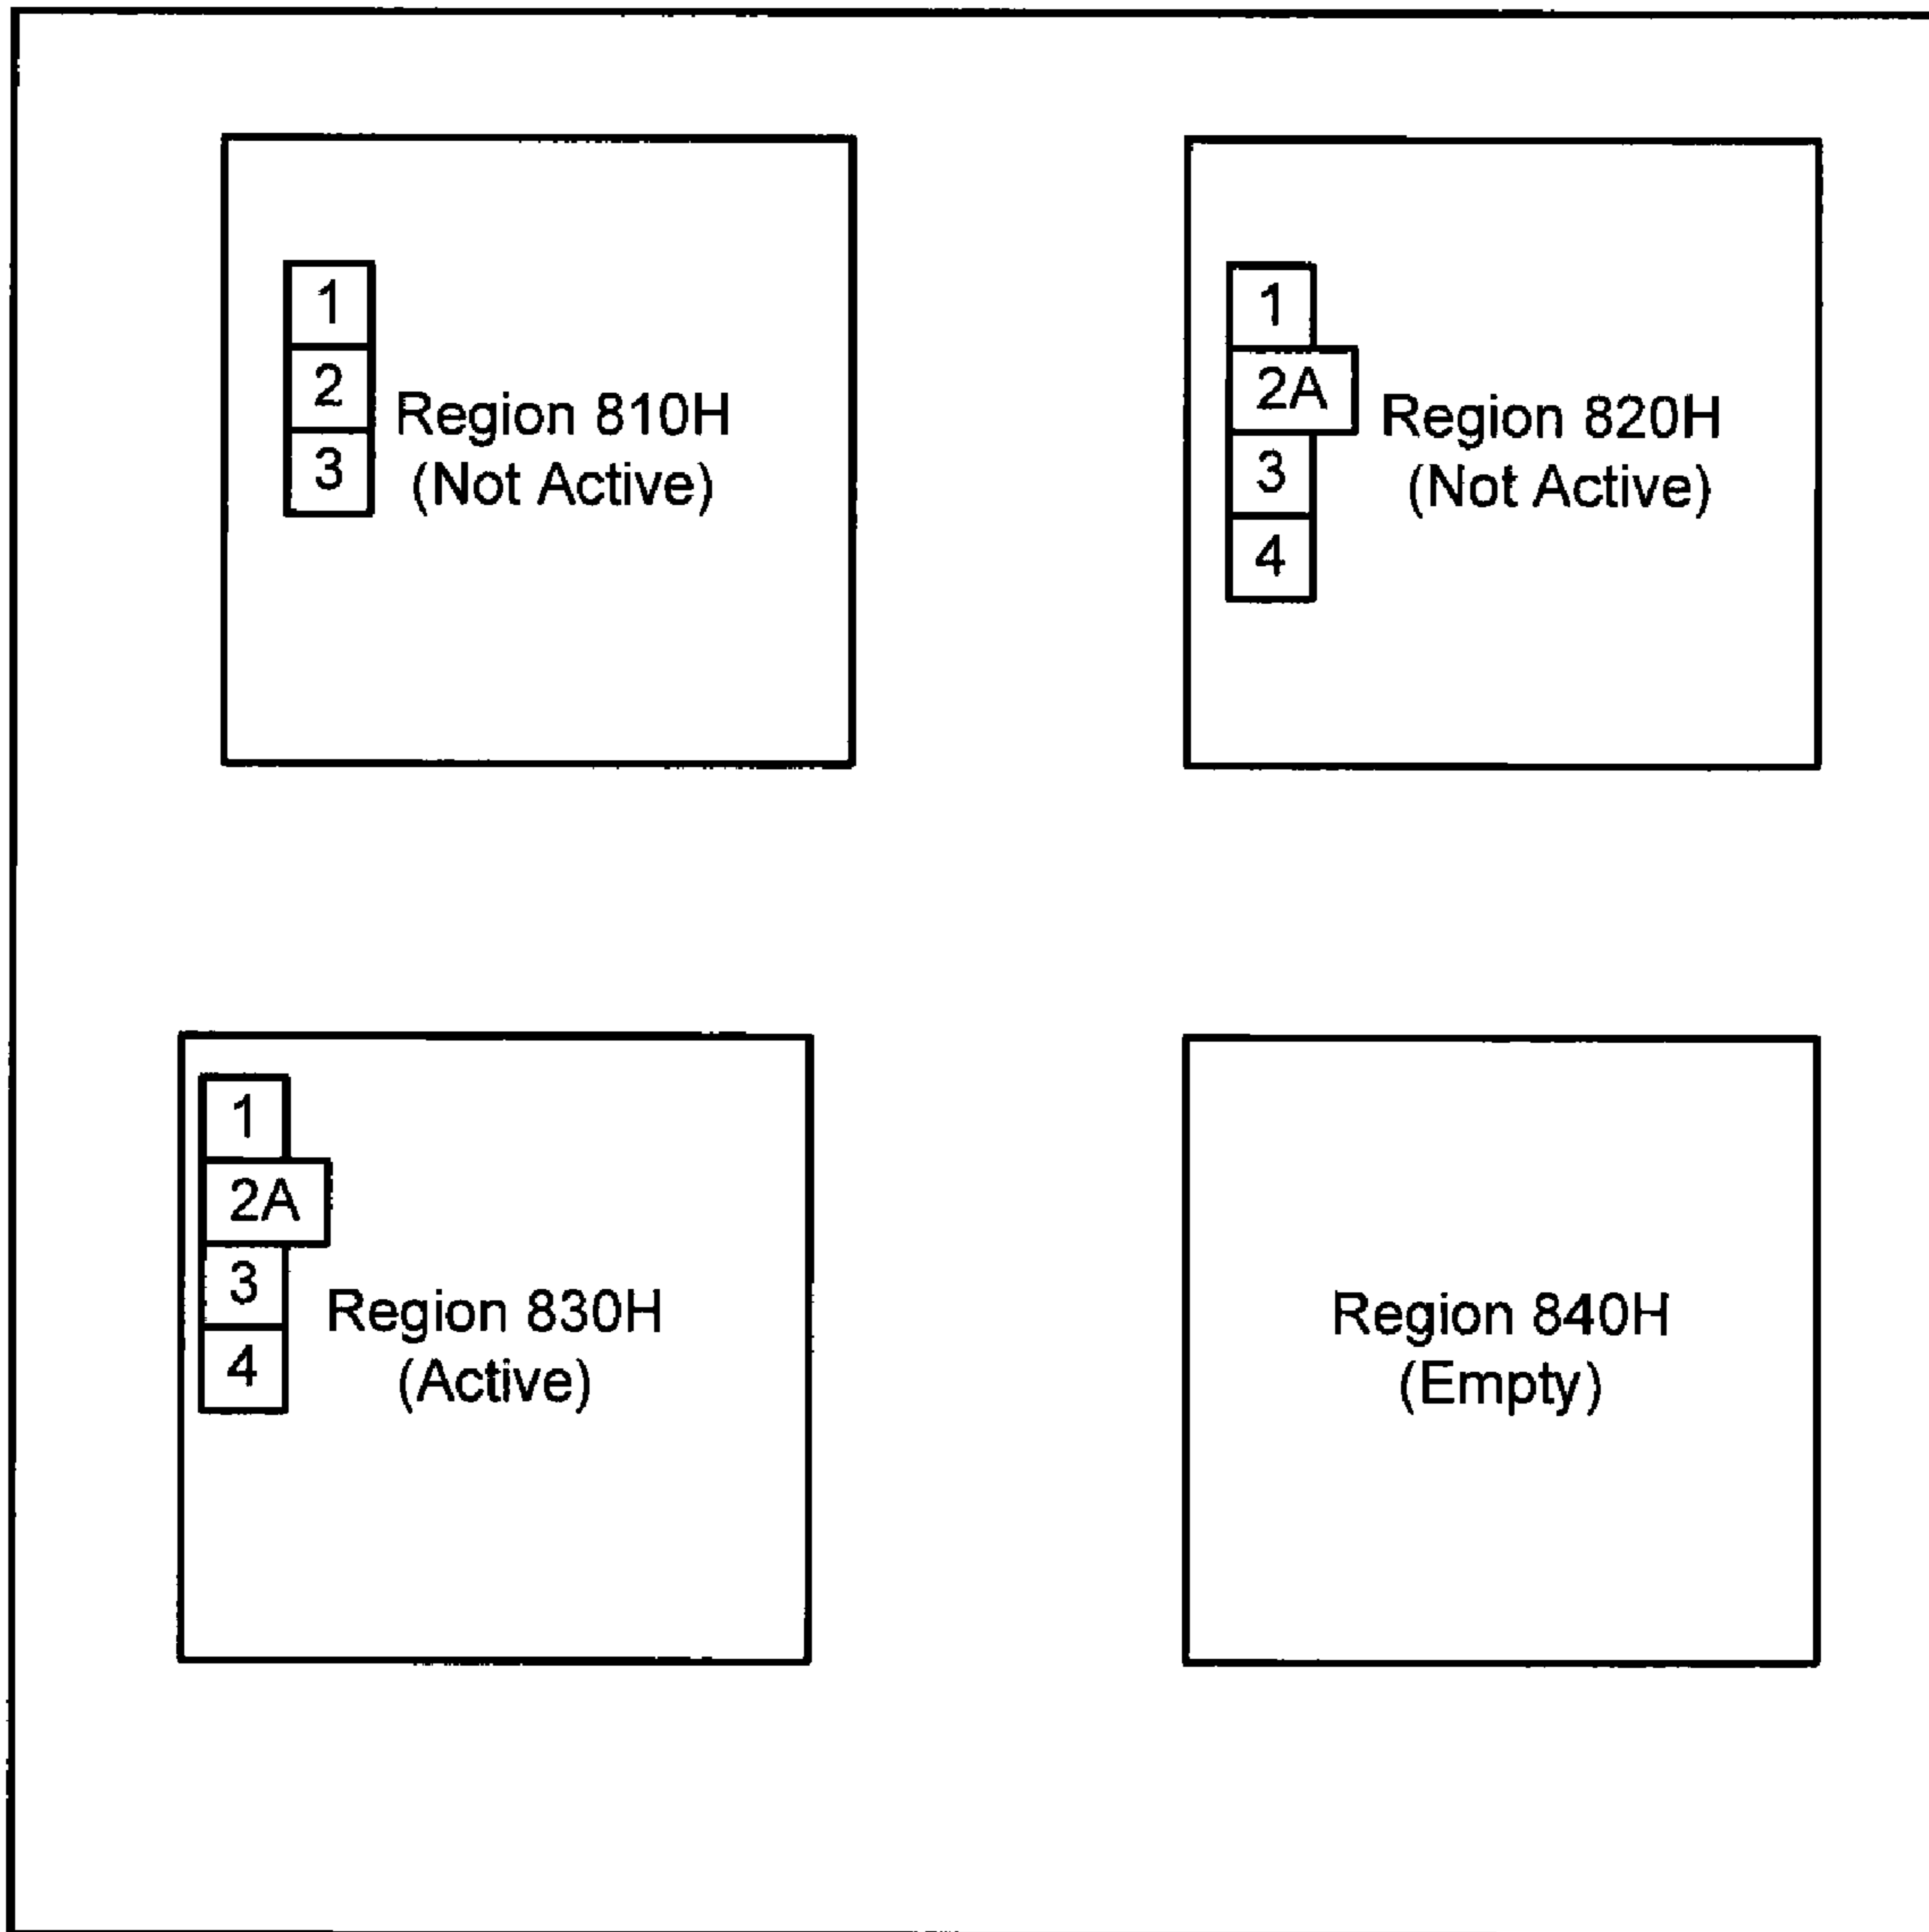 1
2
3
Region 810H
(Not Active)
1
2A
3
4
Region 820H
(Not Active)
1
2A
3
4
Region 830H
(Active)
Region 840H
(Empty)